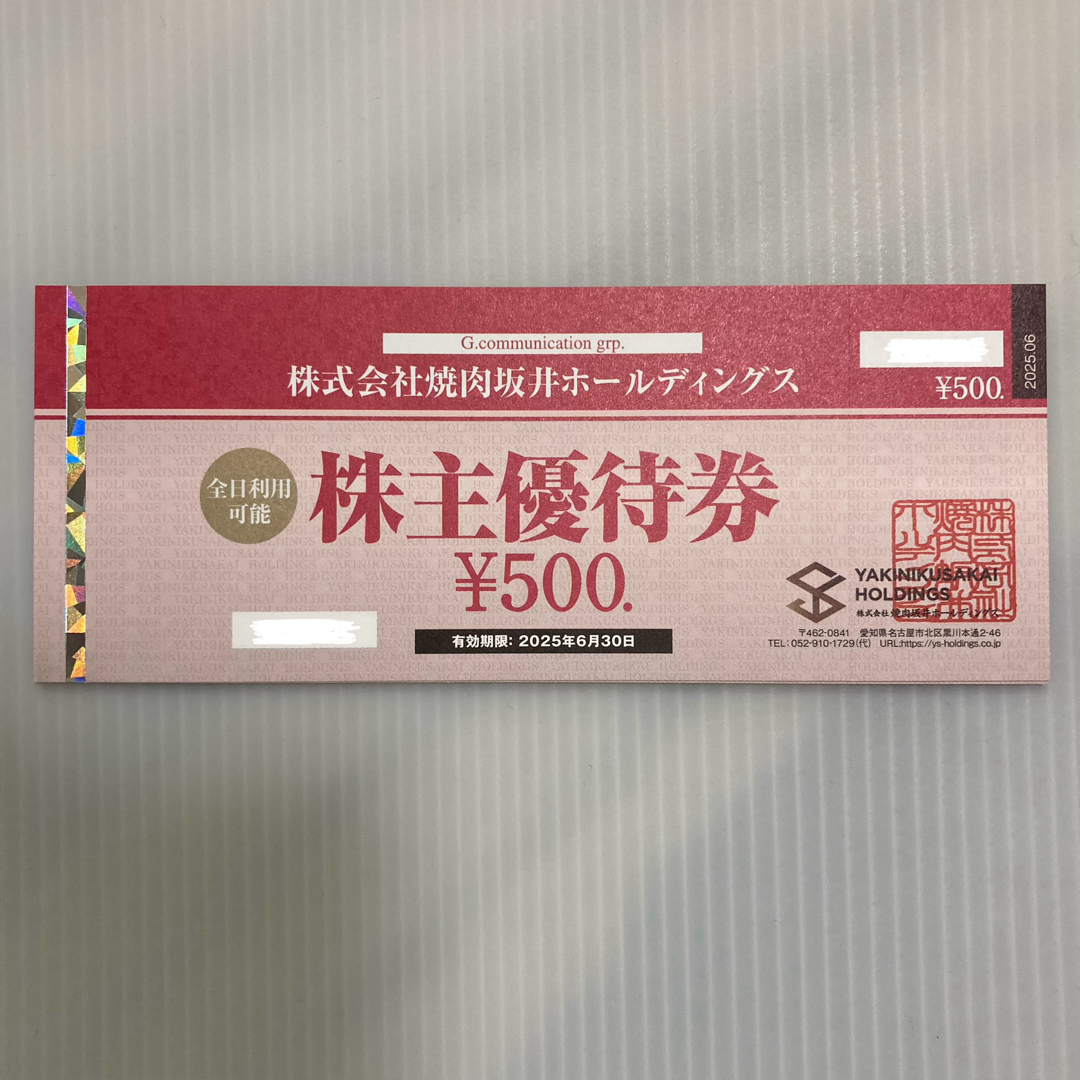 G.communication grp.
株式会社焼肉坂井ホールディングス
¥500.
2025.06
全日利用
可能
株主優待券
¥500.
有効期限: 2025年6月30日
YAKINIKUSAKAI
HOLDINGS
株式会社焼肉坂井ホールディングス
〒462-0841 愛知県名古屋市北区黒川本通2-46
TEL:052-910-1729(代) URL:https://ys-holdings.co.jp